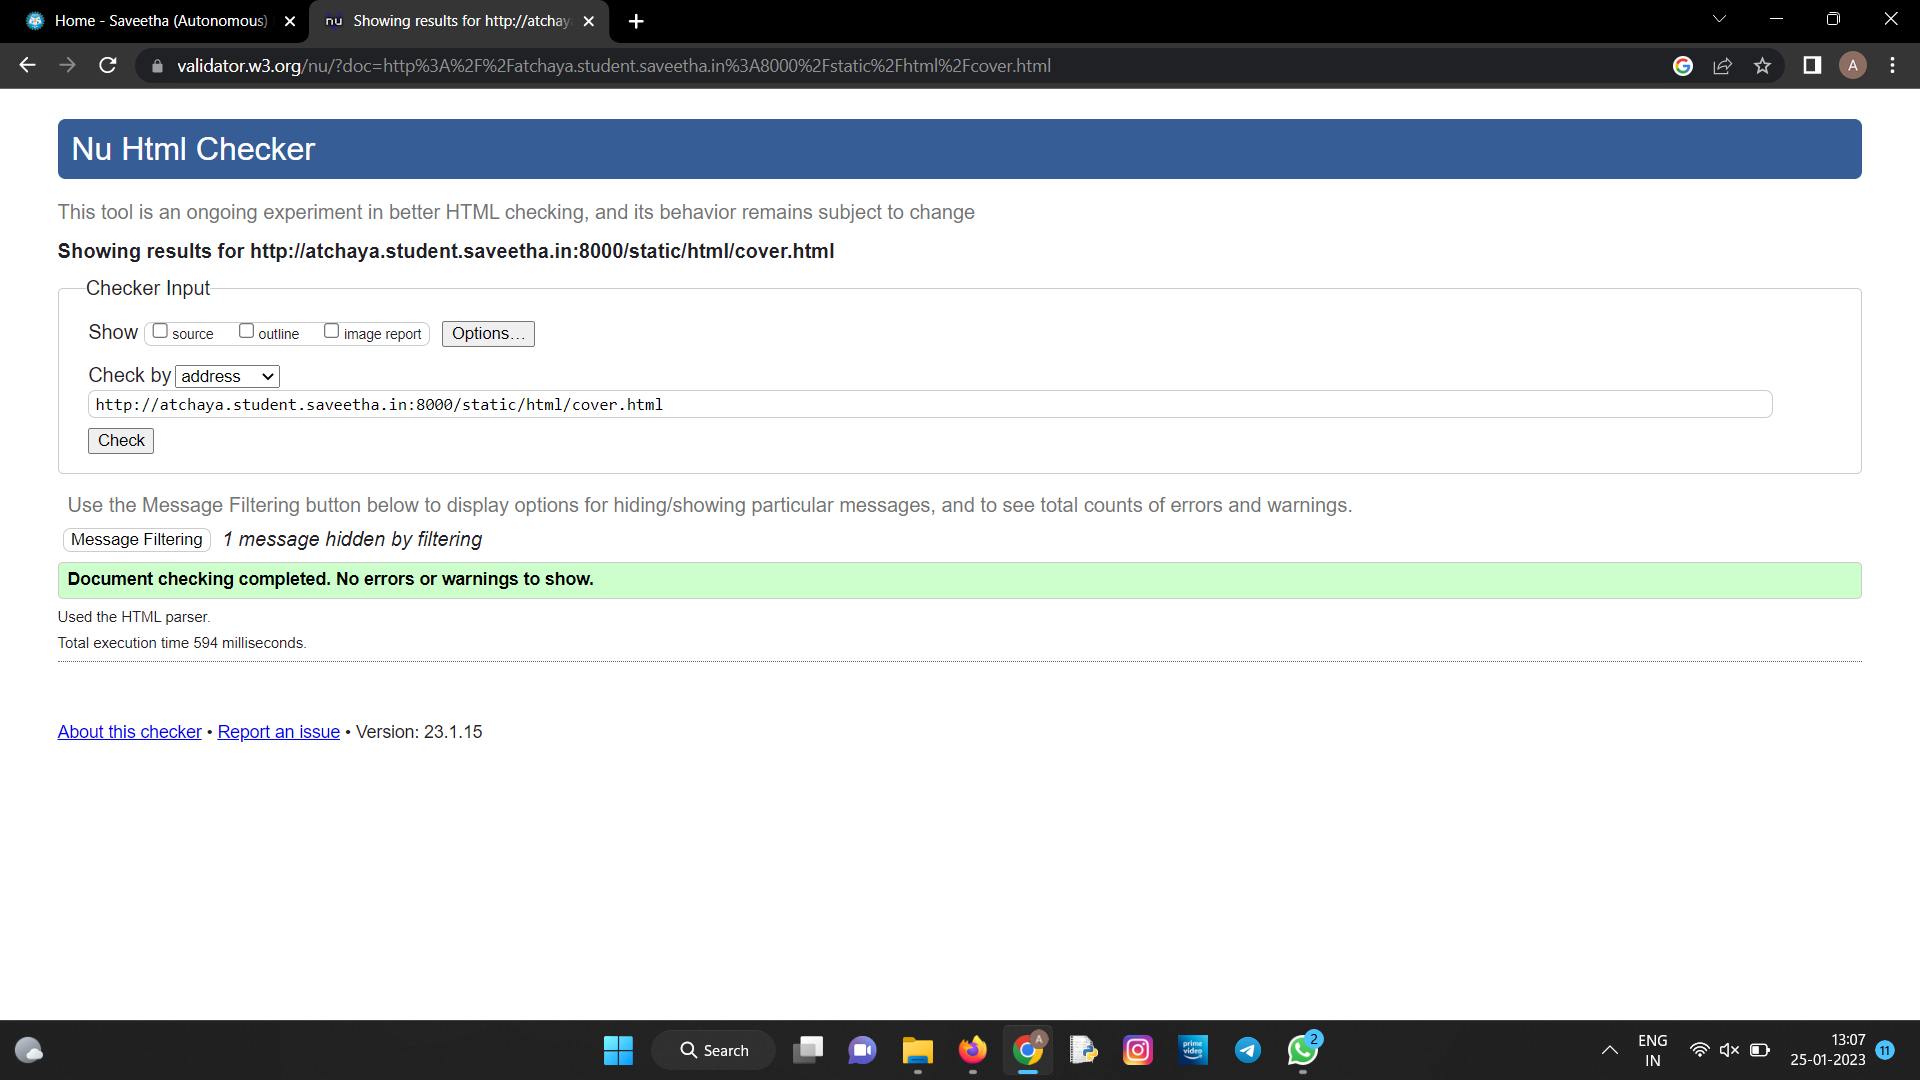 Home - Saveetha (Autonomous)
nu Showing results for http://atchay
validator.w3.org/nu/?doc=http%3A%2F%2Fatchaya.student.saveetha.in%3A8000%2Fstatic%2Fhtml%2Fcover.html
A
Nu Html Checker
This tool is an ongoing experiment in better HTML checking, and its behavior remains subject to change
Showing results for http://atchaya.student.saveetha.in:8000/static/html/cover.html
Checker Input
Show source outline image report Options...
Check by address
http://atchaya.student.saveetha.in:8000/static/html/cover.html
Check
Use the Message Filtering button below to display options for hiding/showing particular messages, and to see total counts of errors and warnings.
Message Filtering 1 message hidden by filtering
Document checking completed. No errors or warnings to show.
Used the HTML parser.
Total execution time 594 milliseconds.
About this checker • Report an issue • Version: 23.1.15
Search
A
prime video
2
ENG
IN
13:07
25-01-2023
11